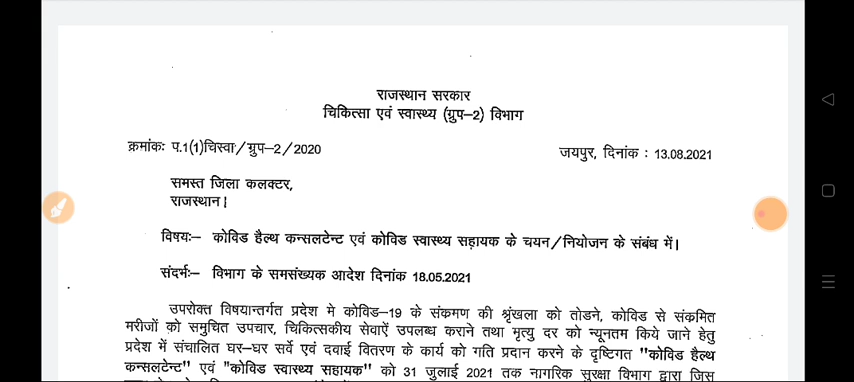 राजस्थान सरकार
चिकित्सा एवं स्वास्थ्य (ग्रुप–2) विभाग
क्रमांकः प.1(1)चिस्वा/ग्रुप–2/2020
जयपुर, दिनांक : 13.08.2021
समस्त जिला कलक्टर,
राजस्थान।
विषयः– कोविड हैल्थ कन्सलटेन्ट एवं कोविड स्वास्थ्य सहायक के चयन/नियोजन के संबंध में।
संदर्भः– विभाग के समसंख्यक आदेश दिनांक 18.05.2021
उपरोक्त विषयान्तर्गत प्रदेश मे कोविड–19 के संकमण की श्रृंखला को तोडने, कोविड से संकमित
मरीजों को समुचित उपचार, चिकित्सकीय सेवाऐं उपलब्ध कराने तथा मृत्यु दर को न्यूनतम किये जाने हेतु
प्रदेश में संचालित घर–घर सर्वे एवं दवाई वितरण के कार्य को गति प्रदान करने के दृष्टिगत "कोविड हैल्थ
कन्सलटेन्ट" एवं "कोविड स्वास्थ्य सहायक" को 31 जुलाई 2021 तक नागरिक सुरक्षा विभाग द्वारा जिस